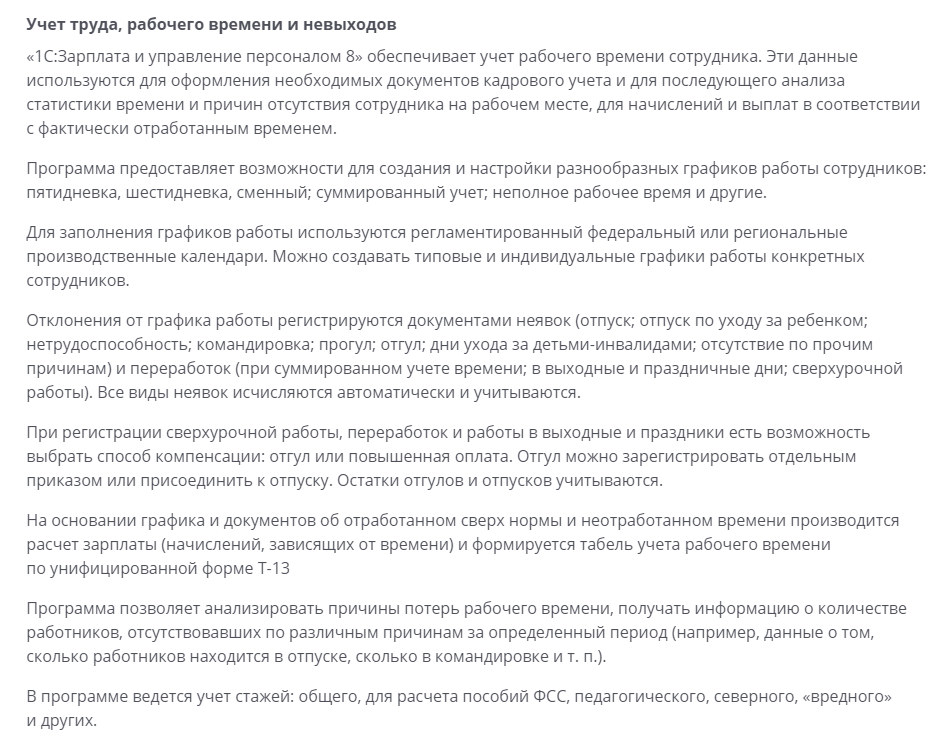 Учет труда, рабочего времени и невыходов
«1С:Зарплата и управление персоналом 8» обеспечивает учет рабочего времени сотрудника. Эти данные
используются для оформления необходимых документов кадрового учета и для последующего анализа
статистики времени и причин отсутствия сотрудника на рабочем месте, для начислений и выплат в соответствии
с фактически отработанным временем.
Программа предоставляет возможности для создания и настройки разнообразных графиков работы сотрудников:
пятидневка, шестидневка, сменный; суммированный учет; неполное рабочее время и другие.
Для заполнения графиков работы используются регламентированный федеральный или региональные
производственные календари. Можно создавать типовые и индивидуальные графики работы конкретных
сотрудников.
Отклонения от графика работы регистрируются документами неявок (отпуск; отпуск по уходу за ребенком;
нетрудоспособность; командировка; прогул; отгул; дни ухода за детьми-инвалидами; отсутствие по прочим
причинам) и переработок (при суммированном учете времени; в выходные и праздничные дни; сверхурочной
работы). Все виды неявок исчисляются автоматически и учитываются.
При регистрации сверхурочной работы, переработок и работы в выходные и праздники есть возможность
выбрать способ компенсации: отгул или повышенная оплата. Отгул можно зарегистрировать отдельным
приказом или присоединить к отпуску. Остатки отгулов и отпусков учитываются.
На основании графика и документов об отработанном сверх нормы и неотработанном времени производится
расчет зарплаты (начислений, зависящих от времени) и формируется табель учета рабочего времени
по унифицированной форме Т-13
Программа позволяет анализировать причины потерь рабочего времени, получать информацию о количестве
работников, отсутствовавших по различным причинам за определенный период (например, данные о том,
сколько работников находится в отпуске, сколько в командировке и т. п.).
В программе ведется учет стажей: общего, для расчета пособий ФСС, педагогического, северного, «вредного»
и других.